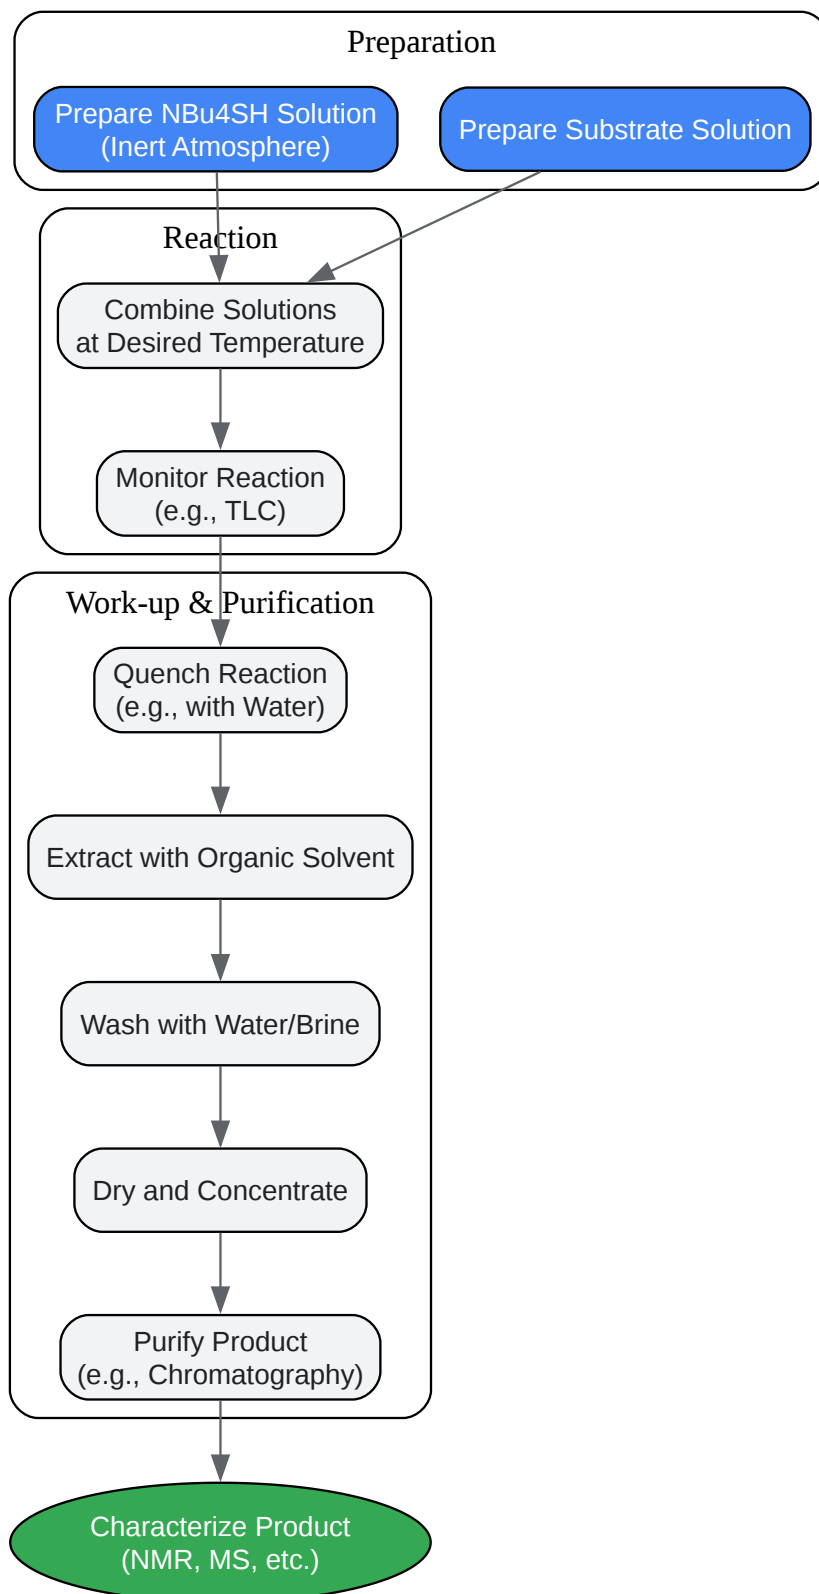 Preparation
Prepare NBu4SH Solution
(Inert Atmosphere)
Prepare Substrate Solution
Reaction
Combine Solutions
at Desired Temperature
Monitor Reaction
(e.g., TLC)
Work-up & Purification
Quench Reaction
(e.g., with Water)
Extract with Organic Solvent
Wash with Water/Brine
Dry and Concentrate
Purify Product
(e.g., Chromatography)
Characterize Product
(NMR, MS, etc.)